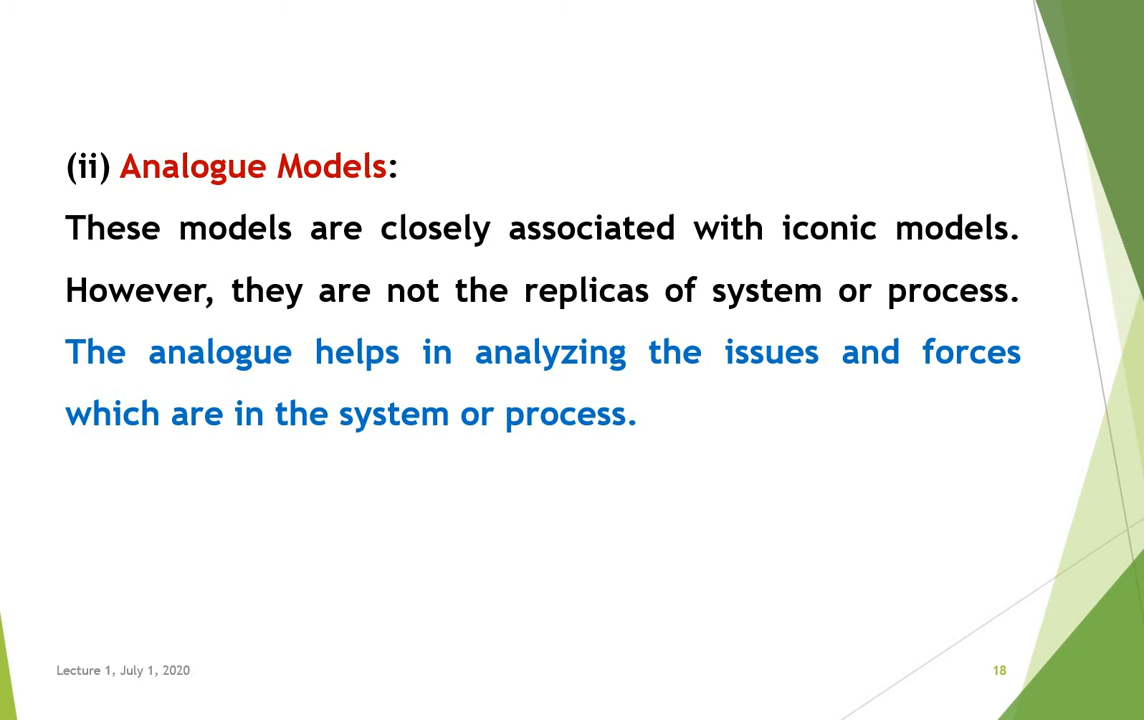 (ii) Analogue Models:
These models are closely associated with iconic models.
However, they are not the replicas of system or process.
The analogue helps in analyzing the issues and forces
which are in the system or process.
Lecture 1, July 1, 2020
18